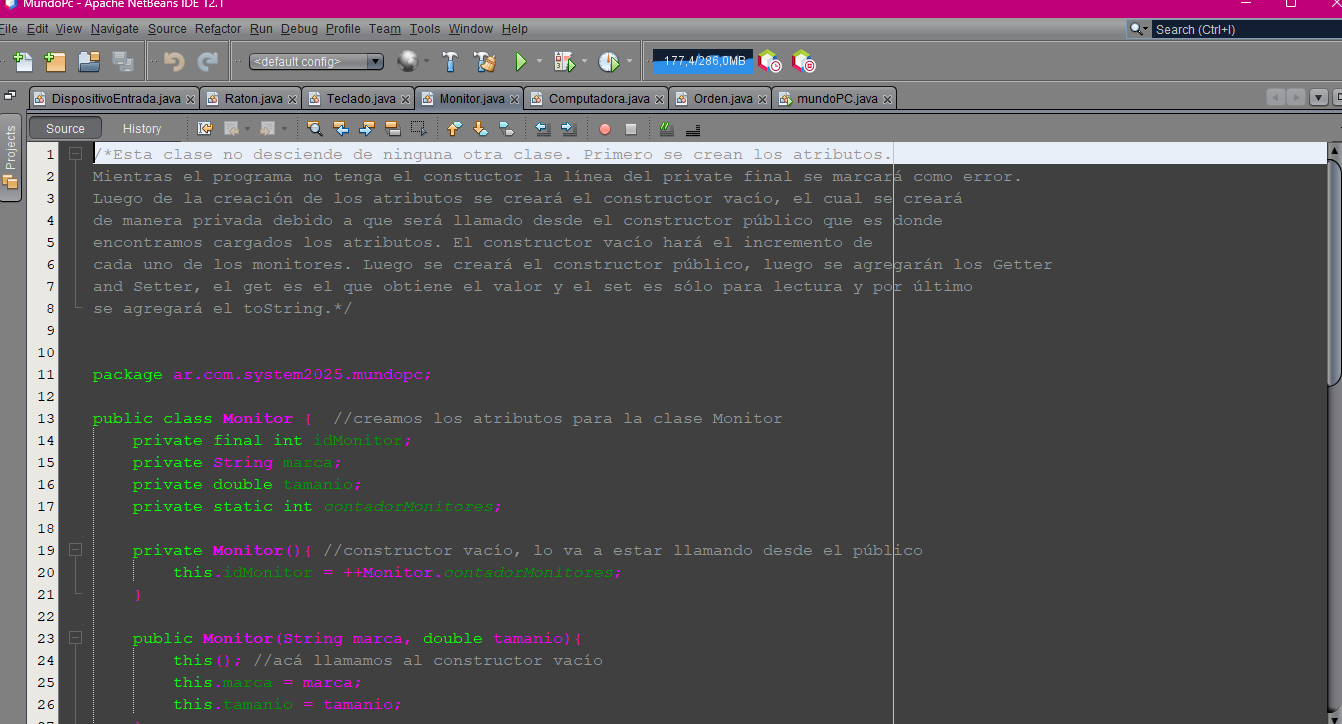 MundoPc - Apache NetBeans IDE 12.1
File Edit View Navigate Source Refactor Run Debug Profile Team Tools Window Help
Search (Ctrl+I)
<default config>
177,4/286,0MB
DispositivoEntrada.java Raton.java Teclado.java Monitor.java Computadora.java Orden.java mundoPC.java
Projects
Source History
1 /*Esta clase no desciende de ninguna otra clase. Primero se crean los atributos.
2 Mientras el programa no tenga el constuctor la línea del private final se marcará como error.
3 Luego de la creación de los atributos se creará el constructor vacío, el cual se creará
4 de manera privada debido a que será llamado desde el constructor público que es donde
5 encontramos cargados los atributos. El constructor vacío hará el incremento de
6 cada uno de los monitores. Luego se creará el constructor público, luego se agregarán los Getter
7 and Setter, el get es el que obtiene el valor y el set es sólo para lectura y por último
8 se agregará el toString.*/
9
10
11 package ar.com.system2025.mundopc;
12
13 public class Monitor { //creamos los atributos para la clase Monitor
14 private final int idMonitor;
15 private String marca;
16 private double tamanio;
17 private static int contadorMonitores;
18
19 private Monitor(){ //constructor vacío, lo va a estar llamando desde el público
20 this.idMonitor = ++Monitor.contadorMonitores;
21 }
22
23 public Monitor(String marca, double tamanio){
24 this(); //acá llamamos al constructor vacío
25 this.marca = marca;
26 this.tamanio = tamanio;